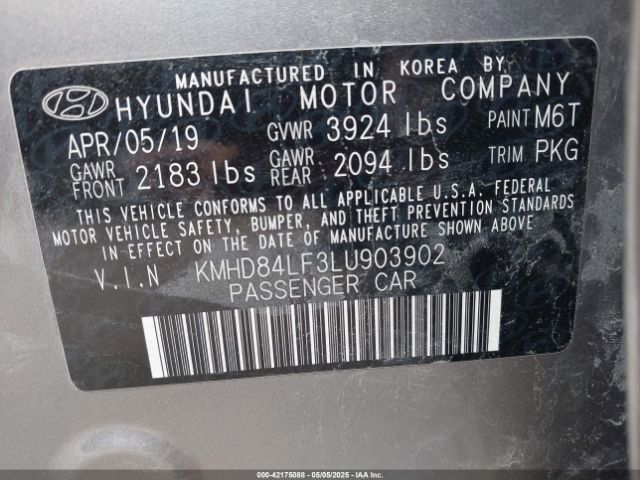 MANUFACTURED IN KOREA BY
HYUNDAI MOTOR COMPANY
APR/05/19 GVWR 3924 lbs PAINT M6T
GAWR FRONT 2183 lbs GAWR REAR 2094 lbs TRIM PKG
THIS VEHICLE CONFORMS TO ALL APPLICABLE U.S.A. FEDERAL
MOTOR VEHICLE SAFETY, BUMPER, AND THEFT PREVENTION STANDARDS
IN EFFECT ON THE DATE OF MANUFACTURE SHOWN ABOVE
V.I.N KMHD84LF3LU903902
PASSENGER CAR
000-42175088 - 05/05/2025 - IAAI.COM